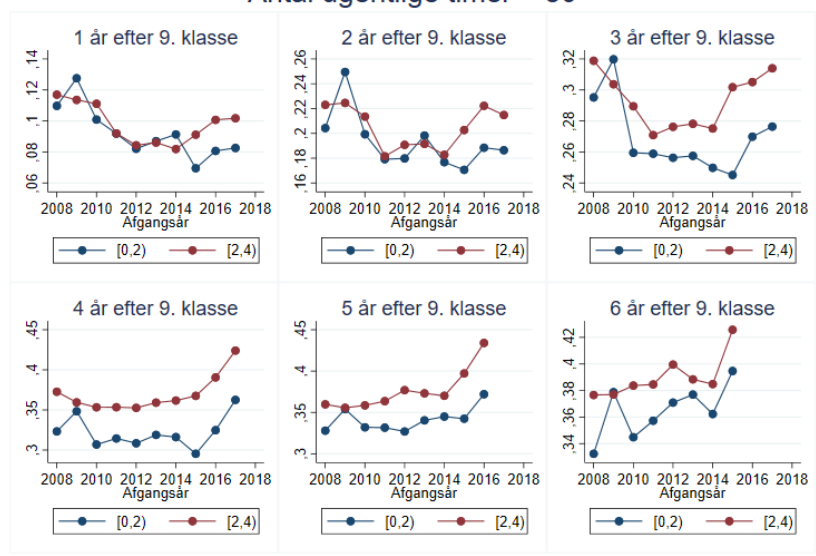 1 år efter 9. klasse
,14
,12
,1
,08
,06
2008 2010 2012 2014 2016 2018
Afgangsår
[0,2) [2,4)
2 år efter 9. klasse
,26
,24
,22
,2
,18
,16
2008 2010 2012 2014 2016 2018
Afgangsår
[0,2) [2,4)
3 år efter 9. klasse
,32
,3
,28
,26
,24
2008 2010 2012 2014 2016 2018
Afgangsår
[0,2) [2,4)
4 år efter 9. klasse
,45
,4
,35
,3
2008 2010 2012 2014 2016 2018
Afgangsår
[0,2) [2,4)
5 år efter 9. klasse
,45
,4
,35
,3
2008 2010 2012 2014 2016 2018
Afgangsår
[0,2) [2,4)
6 år efter 9. klasse
,42
,4
,38
,36
,34
2008 2010 2012 2014 2016 2018
Afgangsår
[0,2) [2,4)